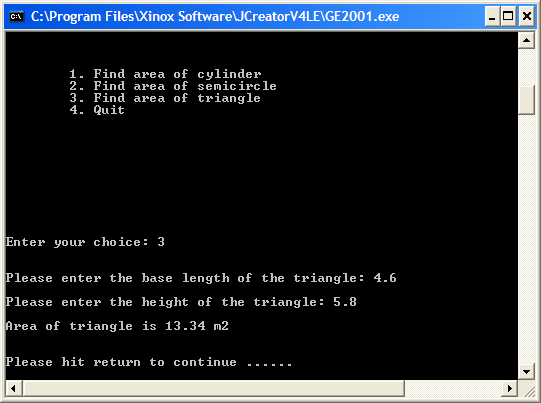 C:\Program Files\Xinox Software\JCreatorV4LE\GE2001.exe
1. Find area of cylinder
2. Find area of semicircle
3. Find area of triangle
4. Quit
Enter your choice: 3
Please enter the base length of the triangle: 4.6
Please enter the height of the triangle: 5.8
Area of triangle is 13.34 m2
Please hit return to continue ......